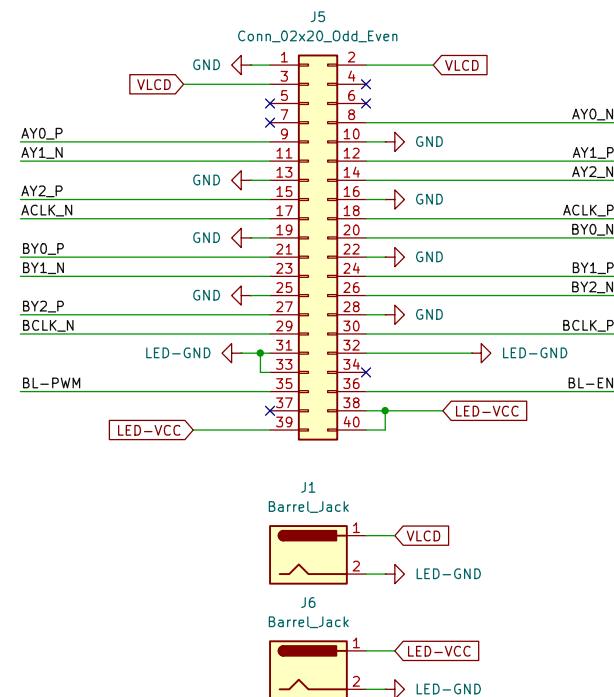 J5
Conn_02x20_Odd_Even
GND 1 2 VLCD
VLCD 3 4
5 6
7 8 AY0_N
AY0_P 9 10 GND
AY1_N 11 12 AY1_P
GND 13 14 AY2_N
AY2_P 15 16 GND
ACLK_N 17 18 ACLK_P
GND 19 20 BY0_N
BY0_P 21 22 GND
BY1_N 23 24 BY1_P
GND 25 26 BY2_N
BY2_P 27 28 GND
BCLK_N 29 30 BCLK_P
LED-GND 31 32 LED-GND
33 34
BL-PWM 35 36 BL-EN
37 38 LED-VCC
LED-VCC 39 40
J1
Barrel_Jack
1 VLCD
2 LED-GND
J6
Barrel_Jack
1 LED-VCC
2 LED-GND